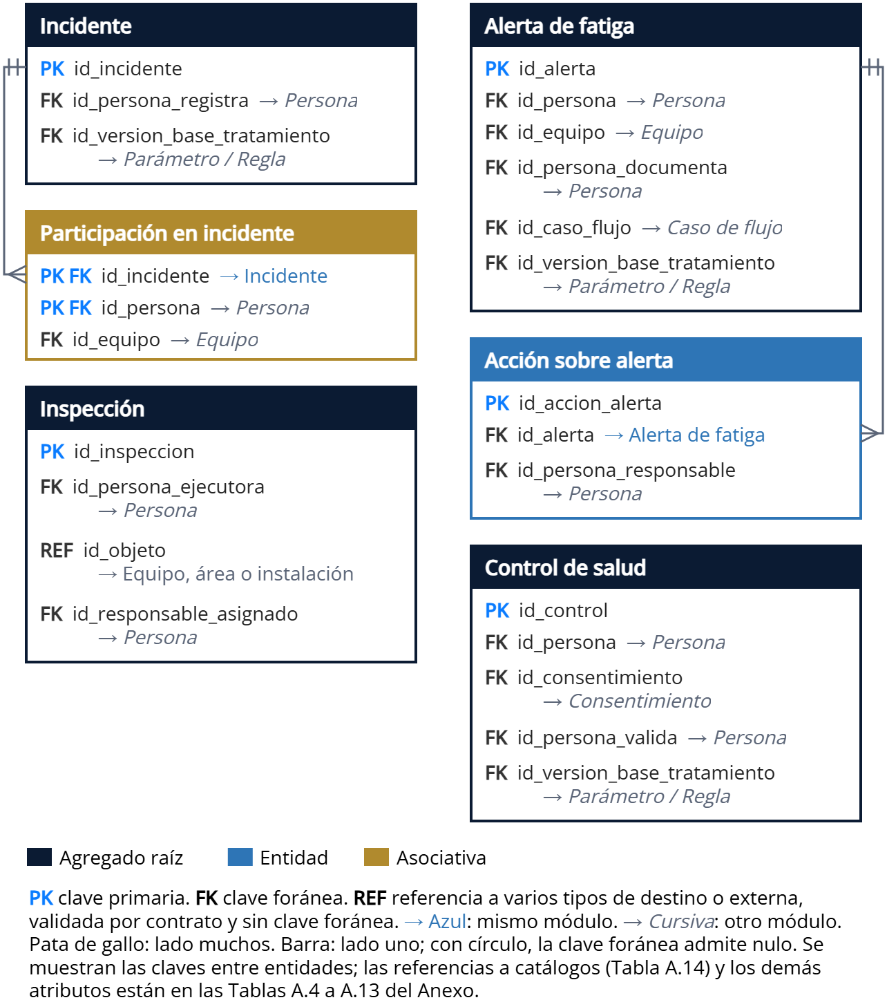 Incidente
PK id_incidente
FK id_persona_registra → Persona
FK id_version_base_tratamiento
→ Parámetro / Regla
Participación en incidente
PK FK id_incidente → Incidente
PK FK id_persona → Persona
FK id_equipo → Equipo
Inspección
PK id_inspeccion
FK id_persona_ejecutora
→ Persona
REF id_objeto
→ Equipo, área o instalación
FK id_responsable_asignado
→ Persona
Alerta de fatiga
PK id_alerta
FK id_persona → Persona
FK id_equipo → Equipo
FK id_persona_documenta
→ Persona
FK id_caso_flujo → Caso de flujo
FK id_version_base_tratamiento
→ Parámetro / Regla
Acción sobre alerta
PK id_accion_alerta
FK id_alerta → Alerta de fatiga
FK id_persona_responsable
→ Persona
Control de salud
PK id_control
FK id_persona → Persona
FK id_consentimiento
→ Consentimiento
FK id_persona_valida → Persona
FK id_version_base_tratamiento
→ Parámetro / Regla
Agregado raíz Entidad Asociativa
PK clave primaria. FK clave foránea. REF referencia a varios tipos de destino o externa,
validada por contrato y sin clave foránea. → Azul: mismo módulo. → Cursiva: otro módulo.
Pata de gallo: lado muchos. Barra: lado uno; con círculo, la clave foránea admite nulo. Se
muestran las claves entre entidades; las referencias a catálogos (Tabla A.14) y los demás
atributos están en las Tablas A.4 a A.13 del Anexo.